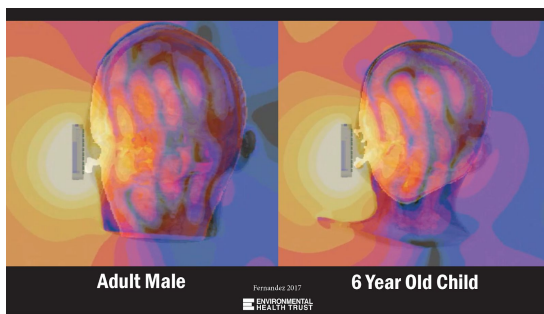 Adult Male
6 Year Old Child
Fernandez 2017
ENVIRONMENTAL
HEALTH TRUST